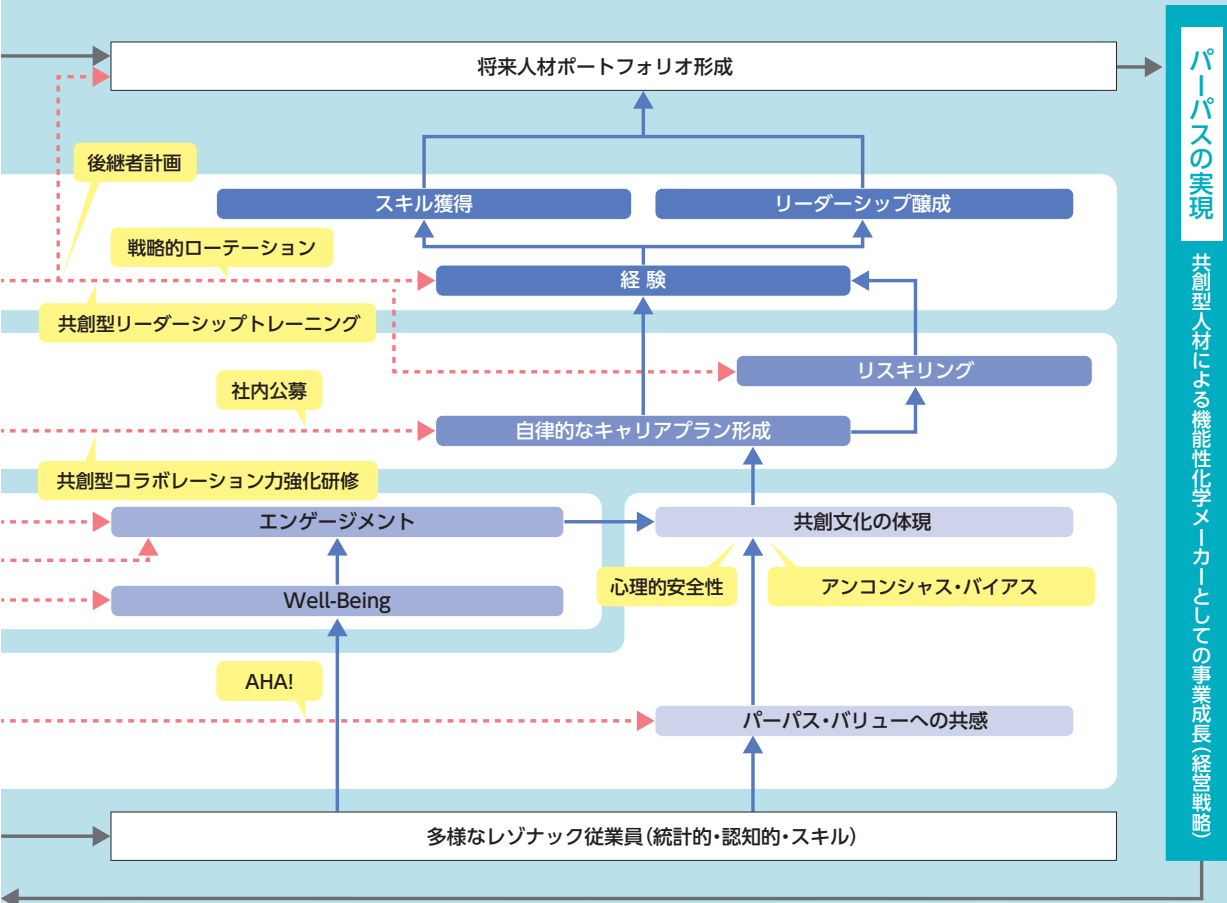 将来人材ポートフォリオ形成
後継者計画
スキル獲得
リーダーシップ醸成
戦略的ローテーション
経 験
共創型リーダーシップトレーニング
リスキリング
社内公募
自律的なキャリアプラン形成
共創型コラボレーション力強化研修
エンゲージメント
共創文化の体現
心理的安全性
アンコンシャス・バイアス
Well-Being
AHA!
パーパス・バリューへの共感
多様なレゾナック従業員(統計的・認知的・スキル)
パーパスの実現
共創型人材による機能性化学メーカーとしての事業成長(経営戦略)